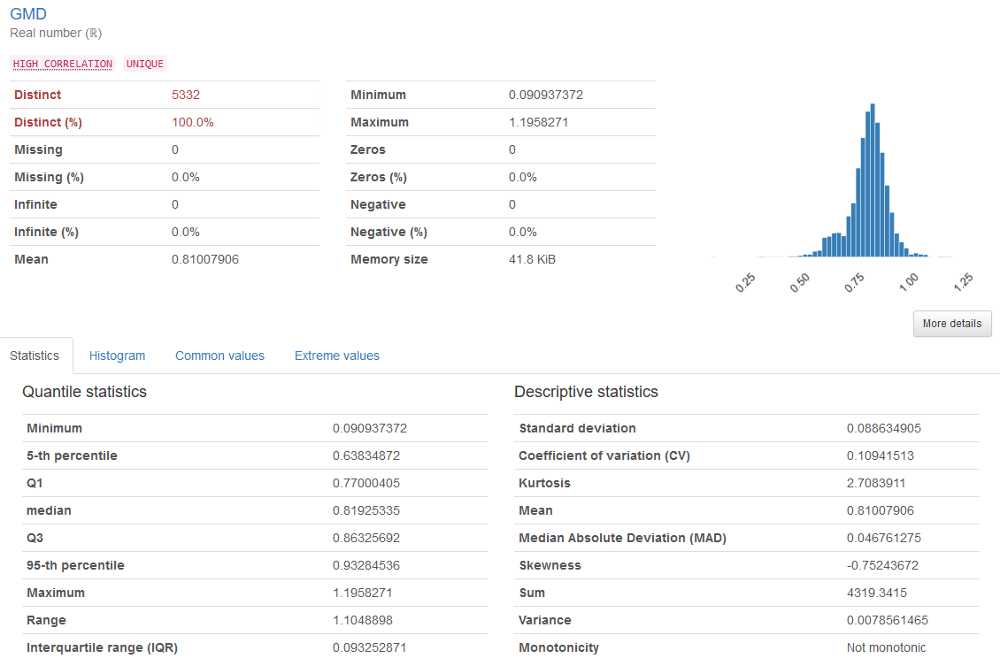 GMD
Real number (ℝ)
HIGH CORRELATION UNIQUE
Distinct 5332
Distinct (%) 100.0%
Missing 0
Missing (%) 0.0%
Infinite 0
Infinite (%) 0.0%
Mean 0.81007906
Minimum 0.090937372
Maximum 1.1958271
Zeros 0
Zeros (%) 0.0%
Negative 0
Negative (%) 0.0%
Memory size 41.8 KiB
0.25 0.50 0.75 1.00 1.25
More details
Statistics Histogram Common values Extreme values
Quantile statistics
Minimum 0.090937372
5-th percentile 0.63834872
Q1 0.77000405
median 0.81925335
Q3 0.86325692
95-th percentile 0.93284536
Maximum 1.1958271
Range 1.1048898
Interquartile range (IQR) 0.093252871
Descriptive statistics
Standard deviation 0.088634905
Coefficient of variation (CV) 0.10941513
Kurtosis 2.7083911
Mean 0.81007906
Median Absolute Deviation (MAD) 0.046761275
Skewness -0.75243672
Sum 4319.3415
Variance 0.0078561465
Monotonicity Not monotonic